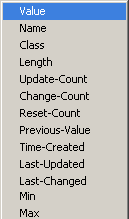 Value
Name
Class
Length
Update-Count
Change-Count
Reset-Count
Previous-Value
Time-Created
Last-Updated
Last-Changed
Min
Max